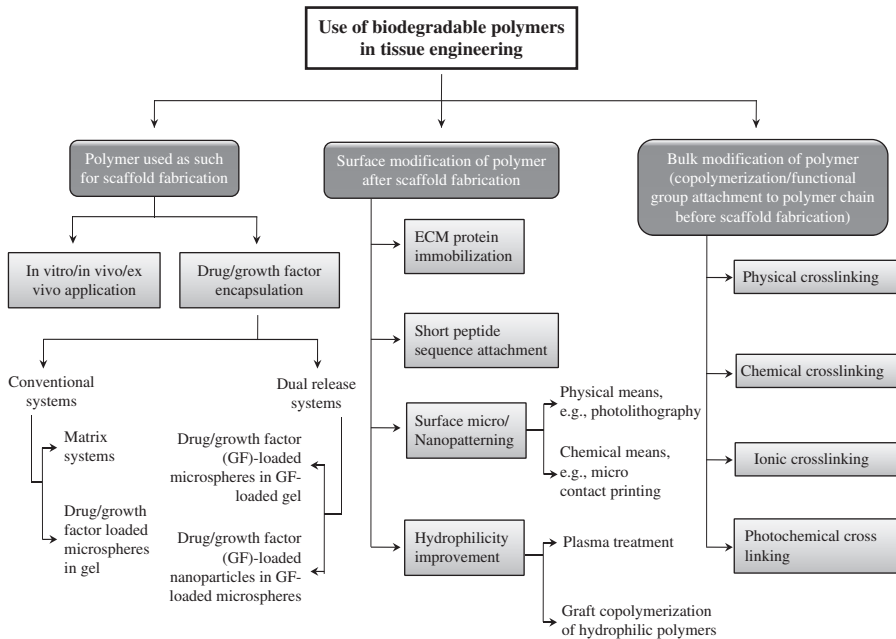 Use of biodegradable polymers
in tissue engineering
Polymer used as such
for scaffold fabrication
Surface modification of polymer
after scaffold fabrication
Bulk modification of polymer
(copolymerization/functional
group attachment to polymer chain
before scaffold fabrication)
In vitro/in vivo/ex
vivo application
Drug/growth factor
encapsulation
Conventional
systems
Matrix
systems
Drug/growth
factor loaded
microspheres
in gel
Dual release
systems
Drug/growth factor
(GF)-loaded
microspheres in GF-
loaded gel
Drug/growth factor
(GF)-loaded
nanoparticles in GF-
loaded microspheres
ECM protein
immobilization
Short peptide
sequence attachment
Surface micro/
Nanopatterning
Physical means,
e.g., photolithography
Chemical means,
e.g., micro
contact printing
Hydrophilicity
improvement
Plasma treatment
Graft copolymerization
of hydrophilic polymers
Physical crosslinking
Chemical crosslinking
Ionic crosslinking
Photochemical cross
linking